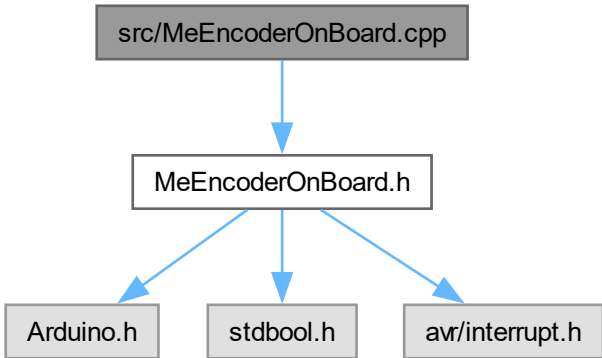 src/MeEncoderOnBoard.cpp
MeEncoderOnBoard.h
Arduino.h
stdbool.h
avr/interrupt.h